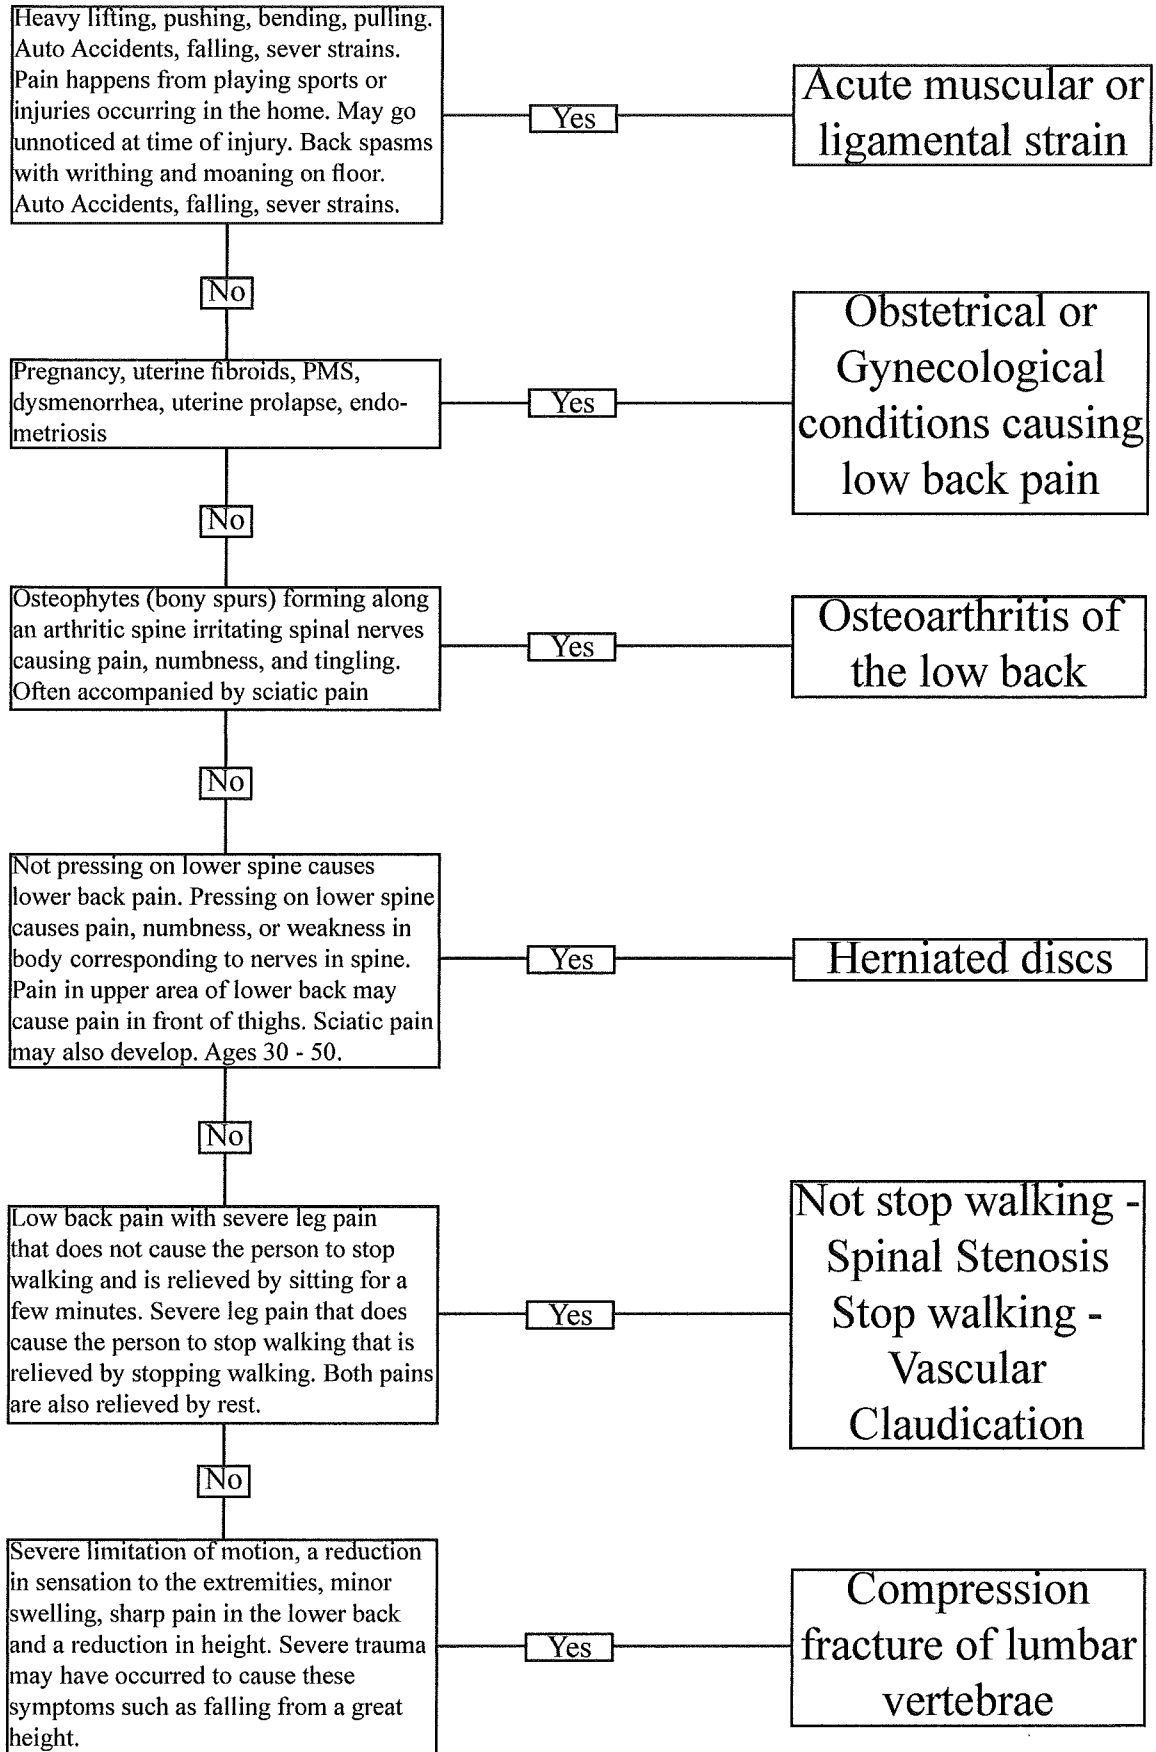 Heavy lifting, pushing, bending, pulling.
Auto Accidents, falling, sever strains.
Pain happens from playing sports or
injuries occurring in the home. May go
unnoticed at time of injury. Back spasms
with writhing and moaning on floor.
Auto Accidents, falling, sever strains.
Yes
Acute muscular or
ligamental strain
No
Pregnancy, uterine fibroids, PMS,
dysmenorrhea, uterine prolapse, endo-
metriosis
Yes
Obstetrical or
Gynecological
conditions causing
low back pain
No
Osteophytes (bony spurs) forming along
an arthritic spine irritating spinal nerves
causing pain, numbness, and tingling.
Often accompanied by sciatic pain
Yes
Osteoarthritis of
the low back
No
Not pressing on lower spine causes
lower back pain. Pressing on lower spine
causes pain, numbness, or weakness in
body corresponding to nerves in spine.
Pain in upper area of lower back may
cause pain in front of thighs. Sciatic pain
may also develop. Ages 30 - 50.
Yes
Herniated discs
No
Low back pain with severe leg pain
that does not cause the person to stop
walking and is relieved by sitting for a
few minutes. Severe leg pain that does
cause the person to stop walking that is
relieved by stopping walking. Both pains
are also relieved by rest.
Yes
Not stop walking -
Spinal Stenosis
Stop walking -
Vascular
Claudication
No
Severe limitation of motion, a reduction
in sensation to the extremities, minor
swelling, sharp pain in the lower back
and a reduction in height. Severe trauma
may have occurred to cause these
symptoms such as falling from a great
height.
Yes
Compression
fracture of lumbar
vertebrae